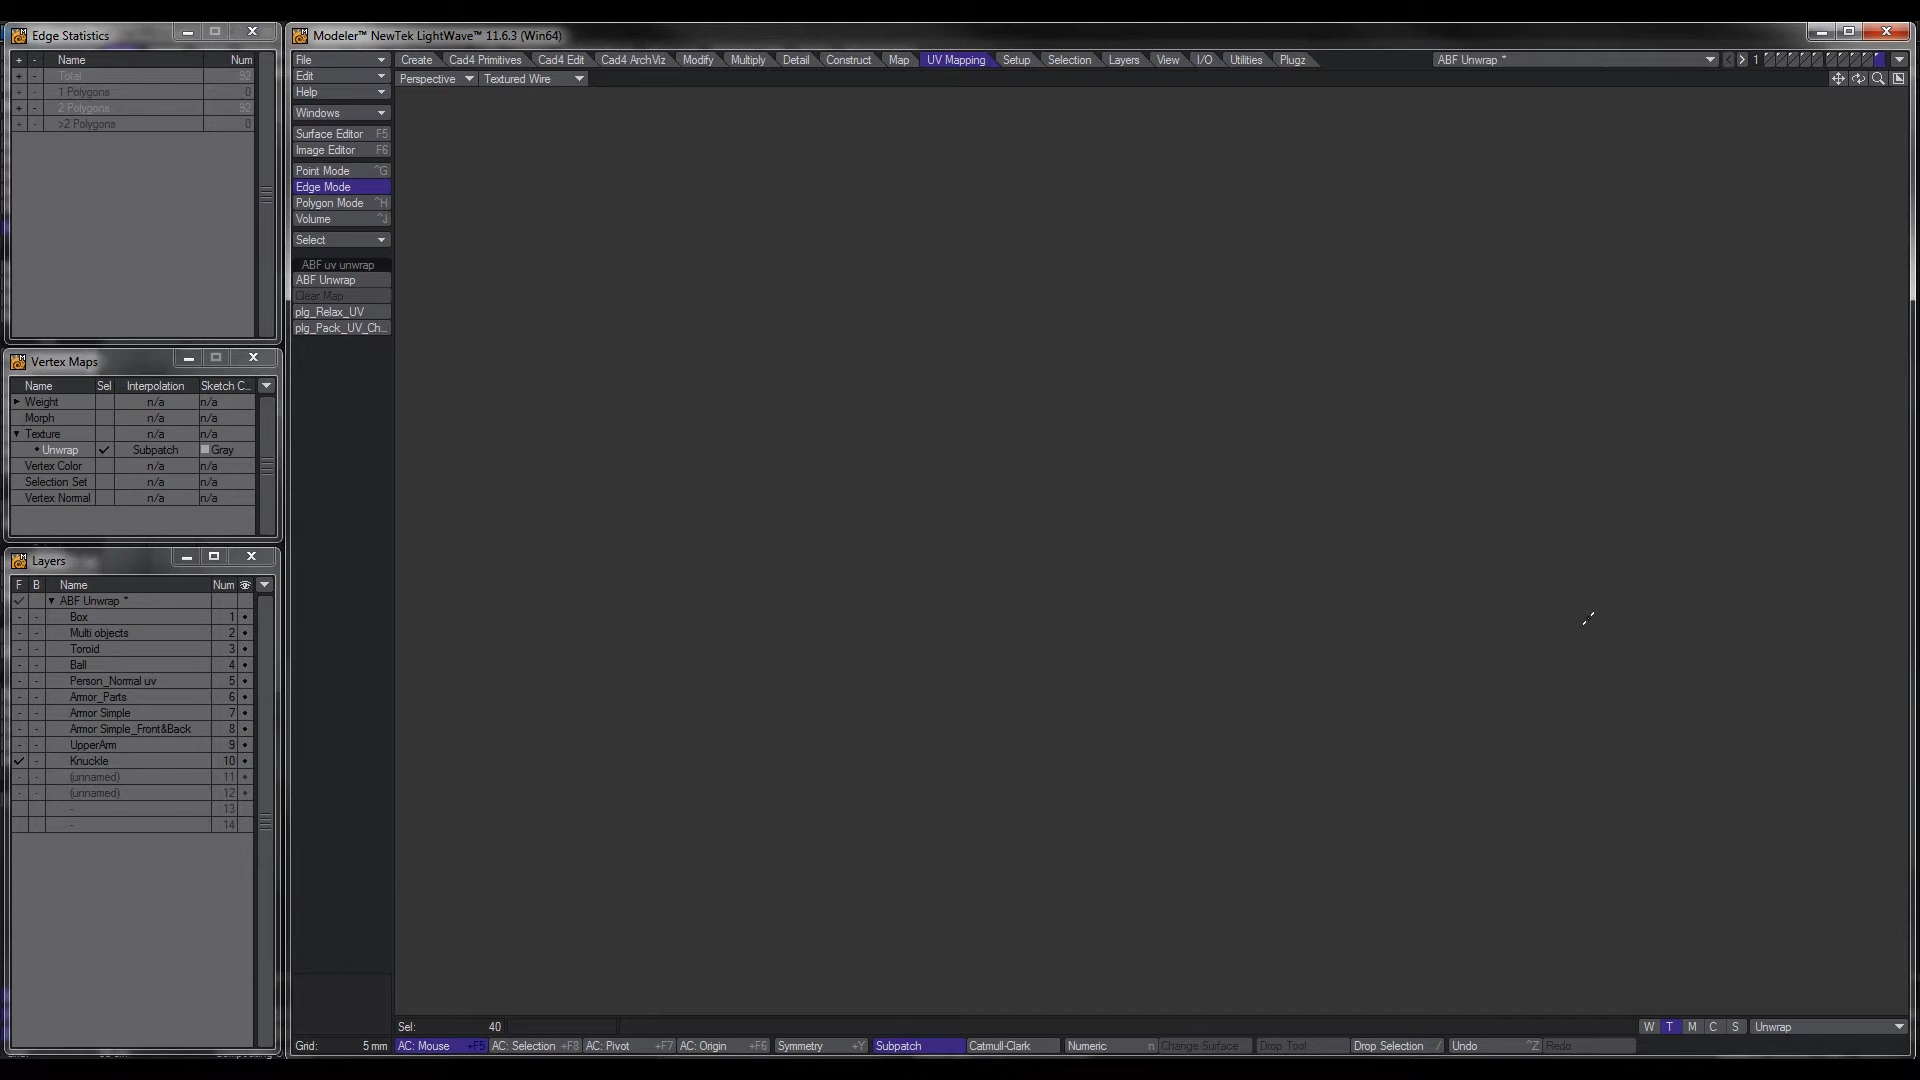 Edge Statistics
+ - Name Num
+ - Total 92
+ - 1 Polygons 0
+ - 2 Polygons 92
+ - >2 Polygons 0
Vertex Maps
Name Sel Interpolation Sketch C...
Weight n/a n/a
Morph n/a n/a
Texture n/a n/a
Unwrap Subpatch Gray
Vertex Color n/a n/a
Selection Set n/a n/a
Vertex Normal n/a n/a
Layers
F B Name Num
ABF Unwrap *
Box 1
Multi objects 2
Toroid 3
Ball 4
Person_Normal uv 5
Armor_Parts 6
Armor Simple 7
Armor Simple_Front&Back 8
UpperArm 9
Knuckle 10
(unnamed) 11
(unnamed) 12
- 13
- 14
Modeler™ NewTek LightWave™ 11.6.3 (Win64)
File
Edit
Help
Windows
Surface Editor F5
Image Editor F6
Point Mode ^G
Edge Mode
Polygon Mode ^H
Volume ^J
Select
ABF uv unwrap
ABF Unwrap
Clear Map
plg_Relax_UV
plg_Pack_UV_Ch...
Create Cad4 Primitives Cad4 Edit Cad4 ArchViz Modify Multiply Detail Construct Map UV Mapping Setup Selection Layers View I/O Utilities Plugz ABF Unwrap * 1
Perspective Textured Wire
Sel: 40 W T M C S Unwrap
Grid: 5 mm AC: Mouse +F5 AC: Selection +F8 AC: Pivot +F7 AC: Origin +F6 Symmetry +Y Subpatch Catmull-Clark Numeric n Change Surface Drop Tool Drop Selection / Undo ^Z Redo